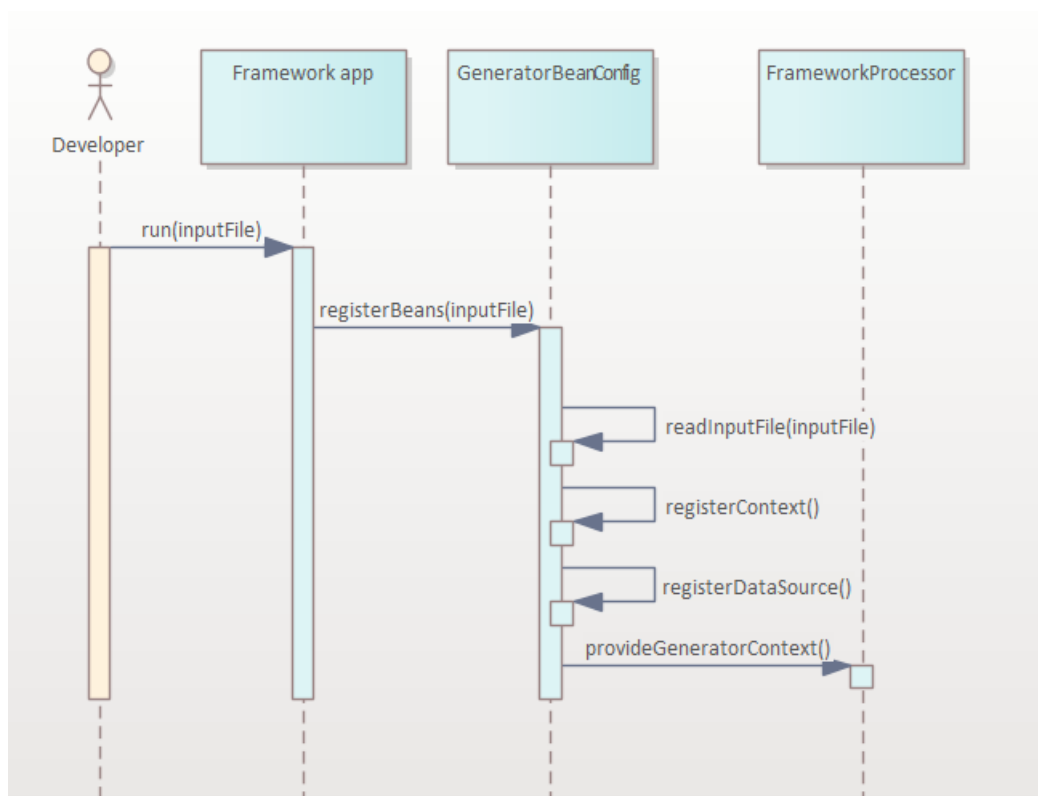 Framework app
GeneratorBeanConfig
FrameworkProcessor
Developer
run(inputFile)
registerBeans(inputFile)
readInputFile(inputFile)
registerContext()
registerDataSource()
provideGeneratorContext()